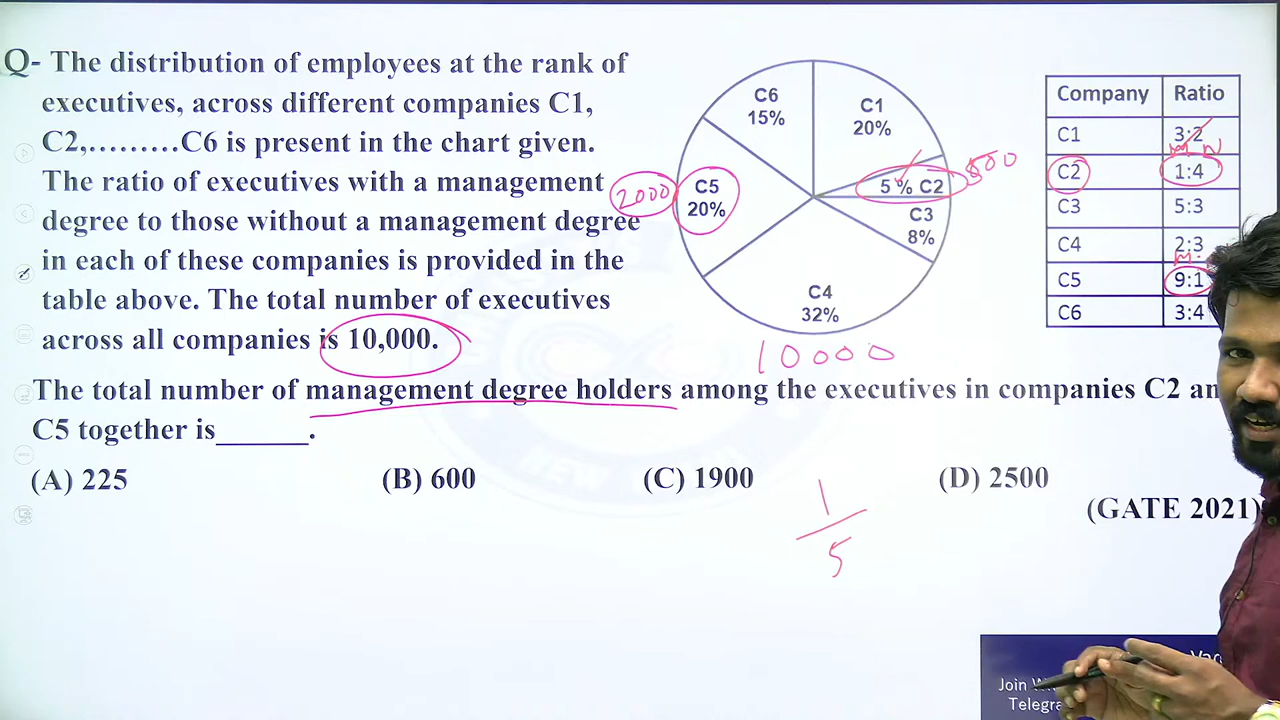 Q- The distribution of employees at the rank of
executives, across different companies C1,
C2,.........C6 is present in the chart given.
The ratio of executives with a management
degree to those without a management degree
in each of these companies is provided in the
table above. The total number of executives
across all companies is 10,000.
C6
15%
C1
20%
5% C2
500
C3
8%
C4
32%
C5
20%
2000
10000
Company Ratio
C1 3:2
M N
C2 1:4
C3 5:3
C4 2:3
M
C5 9:1
C6 3:4
The total number of management degree holders among the executives in companies C2 an
C5 together is______.
(A) 225 (B) 600 (C) 1900 (D) 2500
(GATE 2021)
1
5
Join